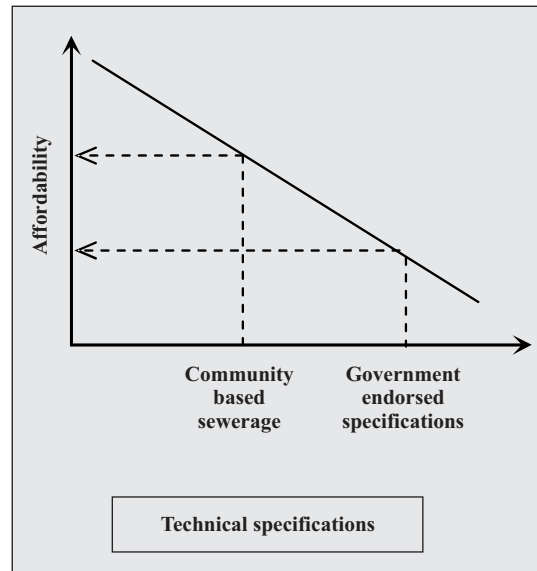 Affordability
Community
based
sewerage
Government
endorsed
specifications
Technical specifications